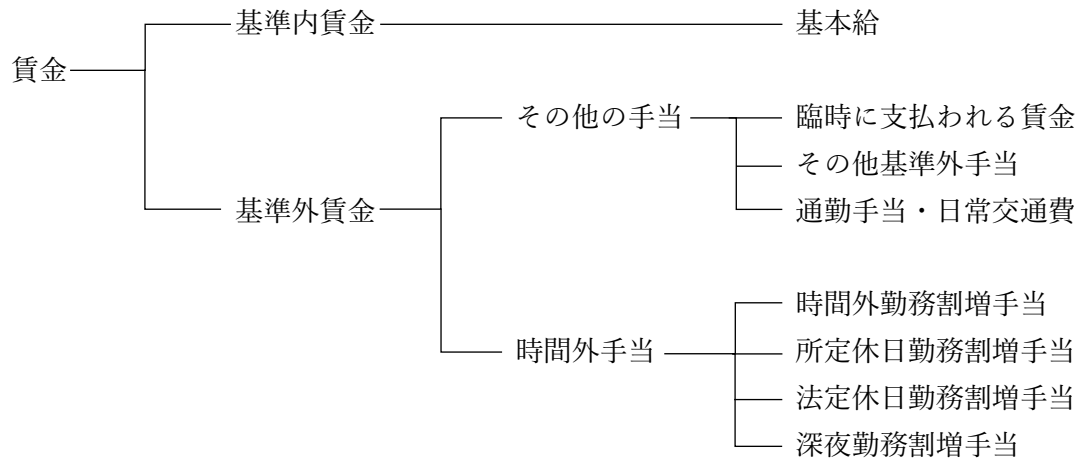 賃金
基準内賃金
基本給
基準外賃金
その他の手当
臨時に支払われる賃金
その他基準外手当
通勤手当・日常交通費
時間外手当
時間外勤務割増手当
所定休日勤務割増手当
法定休日勤務割増手当
深夜勤務割増手当